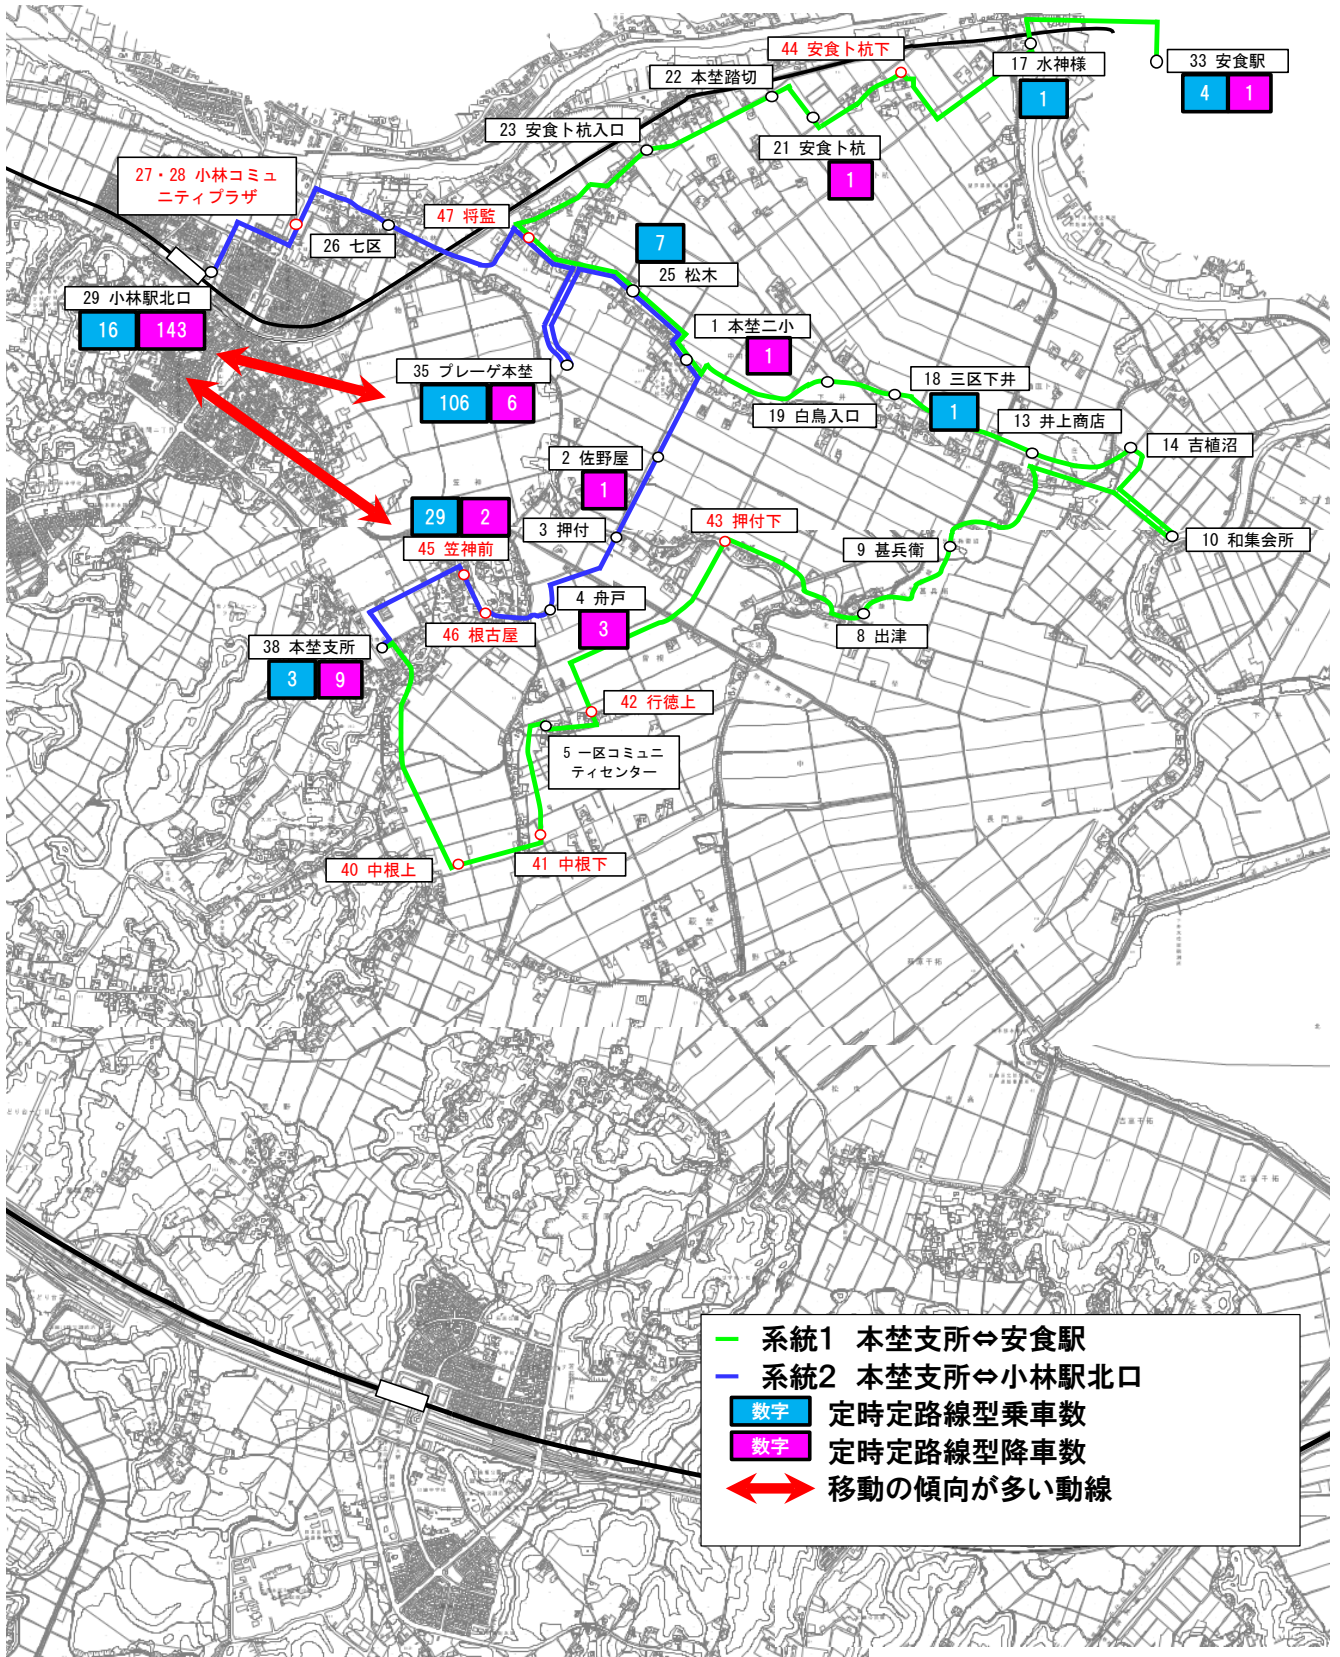 44 安食ト杭下
22 本埜踏切
17 水神様
1
33 安食駅
4 1
23 安食ト杭入口
21 安食ト杭
1
27・28 小林コミュ
ニティプラザ
47 将監
26 七区
7
25 松木
29 小林駅北口
16 143
1 本埜二小
1
35 プレーゲ本埜
106 6
18 三区下井
1
19 白鳥入口
13 井上商店
14 吉植沼
2 佐野屋
1
29 2
45 笠神前
3 押付
43 押付下
9 甚兵衛
10 和集会所
4 舟戸
3
46 根古屋
8 出津
38 本埜支所
3 9
42 行徳上
5 一区コミュニ
ティセンター
40 中根上
41 中根下
系統1 本埜支所⇔安食駅
系統2 本埜支所⇔小林駅北口
数字 定時定路線型乗車数
数字 定時定路線型降車数
移動の傾向が多い動線